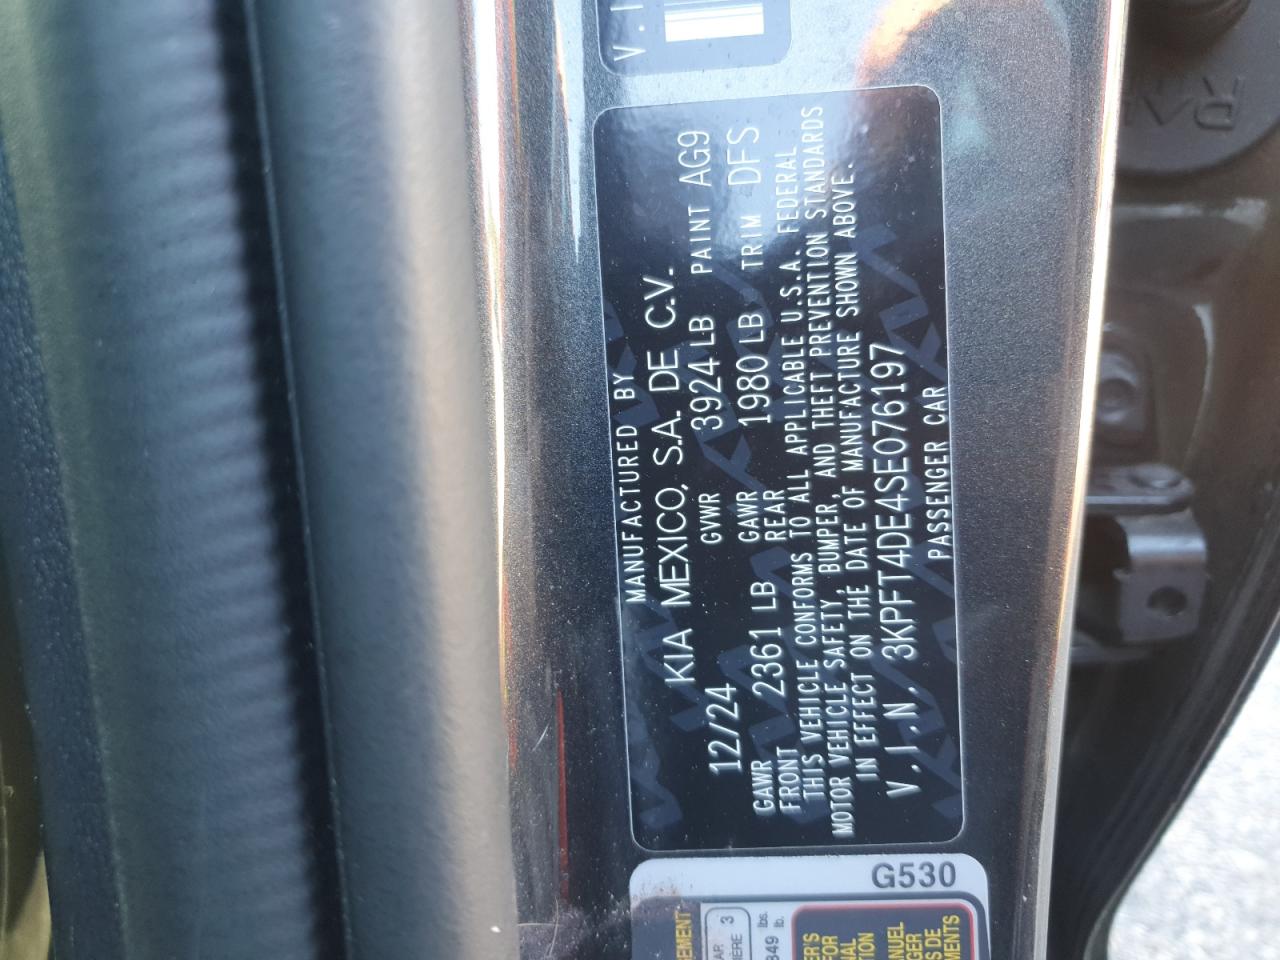 MANUFACTURED BY
KIA MEXICO, S.A. DE C.V.
12/24 GVWR 3924 LB PAINT AG9
GAWR FRONT 2361 LB GAWR REAR 1980 LB TRIM DFS
THIS VEHICLE CONFORMS TO ALL APPLICABLE U.S.A. FEDERAL
MOTOR VEHICLE SAFETY, BUMPER, AND THEFT PREVENTION STANDARDS
IN EFFECT ON THE DATE OF MANUFACTURE SHOWN ABOVE.
V.I.N. 3KPFT4DE4SE076197
PASSENGER CAR
G530